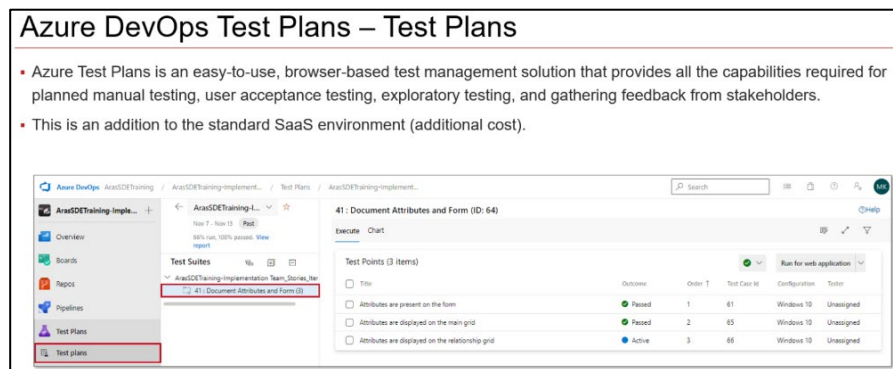 Azure DevOps Test Plans – Test Plans
Azure Test Plans is an easy-to-use, browser-based test management solution that provides all the capabilities required for
planned manual testing, user acceptance testing, exploratory testing, and gathering feedback from stakeholders.
This is an addition to the standard SaaS environment (additional cost).
Azure DevOps ArasSDETraining / ArasSDETraining-Implement... / Test Plans / ArasSDETraining-Implement... Search MK
ArasSDETraining-Imple... +
Overview
Boards
Repos
Pipelines
Test Plans
Test plans
ArasSDETraining-I...
Nov 7 - Nov 13 Past
66% run, 100% passed. View
report
Test Suites
ArasSDETraining-Implementation Team_Stories_Iter
41 : Document Attributes and Form (3)
41 : Document Attributes and Form (ID: 64) Help
Execute Chart
Test Points (3 items) Run for web application
Title Outcome Order ↑ Test Case Id Configuration Tester
Attributes are present on the form Passed 1 61 Windows 10 Unassigned
Attributes are displayed on the main grid Passed 2 65 Windows 10 Unassigned
Attributes are displayed on the relationship grid Active 3 66 Windows 10 Unassigned